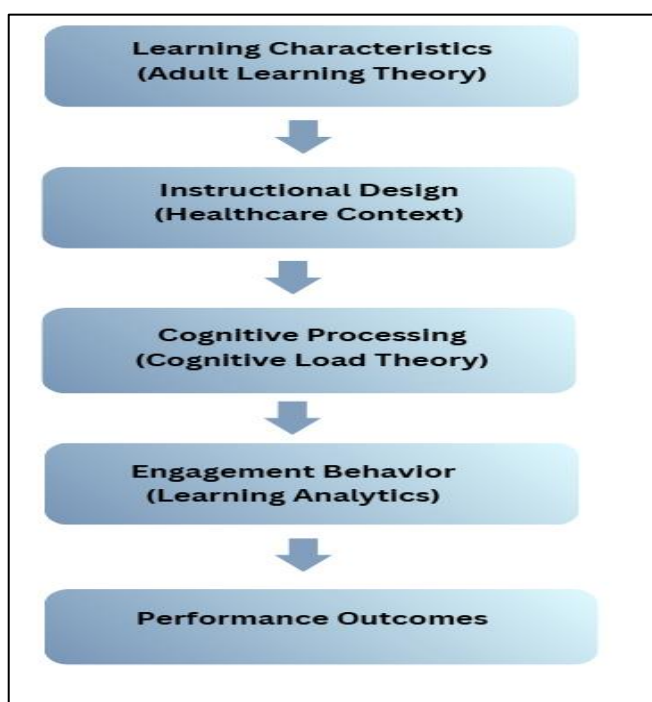 Learning Characteristics
(Adult Learning Theory)
Instructional Design
(Healthcare Context)
Cognitive Processing
(Cognitive Load Theory)
Engagement Behavior
(Learning Analytics)
Performance Outcomes